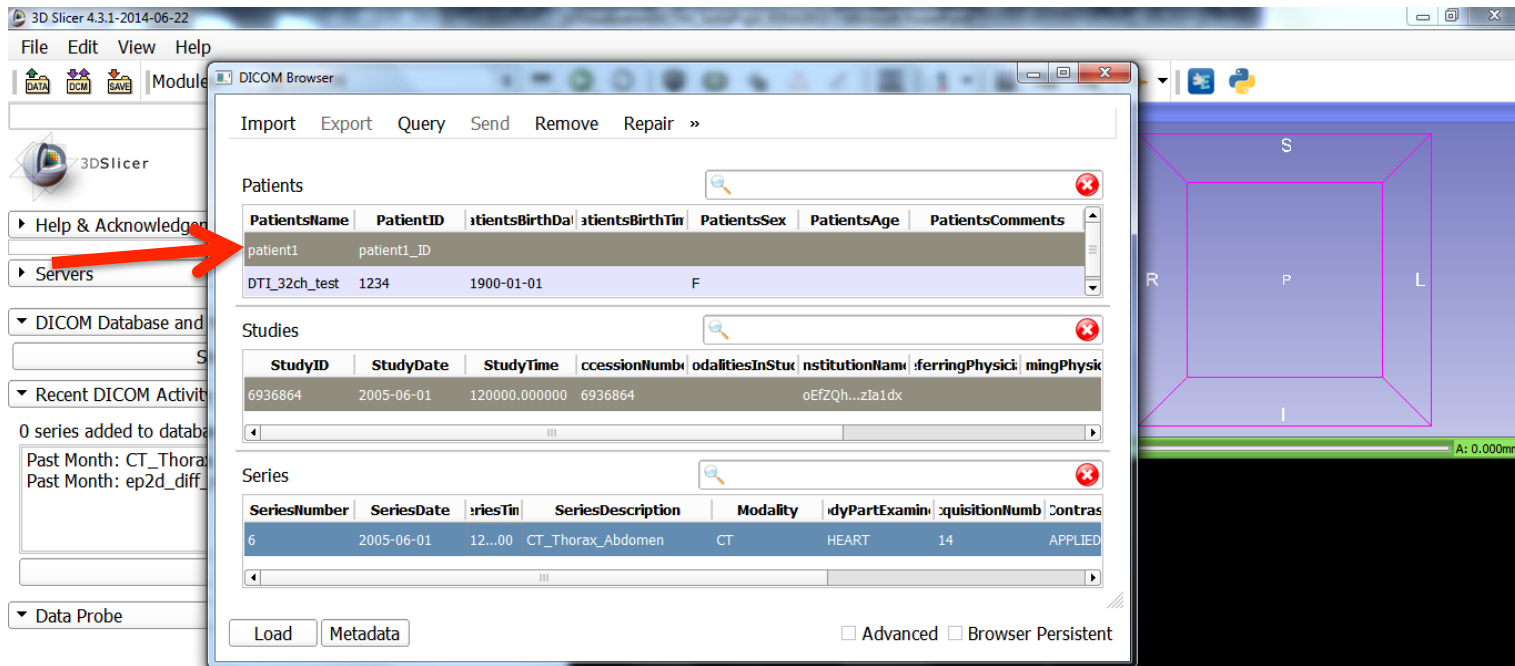 3D Slicer 4.3.1-2014-06-22
File Edit View Help
DATA DCM SAVE Module
3DSlicer
Help & Acknowledgen
Servers
DICOM Database and
S
Recent DICOM Activit
0 series added to databa
Past Month: CT_Thorax
Past Month: ep2d_diff_
Data Probe
DICOM Browser
Import Export Query Send Remove Repair »
Patients
PatientsName PatientID atientsBirthDat atientsBirthTim PatientsSex PatientsAge PatientsComments
patient1 patient1_ID
DTI_32ch_test 1234 1900-01-01 F
Studies
StudyID StudyDate StudyTime ccessionNumbe odalitiesInStud nstitutionName eferringPhysicia mingPhysic
6936864 2005-06-01 120000.000000 6936864 oEfZQh...zIa1dx
Series
SeriesNumber SeriesDate eriesTim SeriesDescription Modality dyPartExamine cquisitionNumb Contras
6 2005-06-01 12...00 CT_Thorax_Abdomen CT HEART 14 APPLIED
Load Metadata Advanced Browser Persistent
S
R P L
I
A: 0.000mm